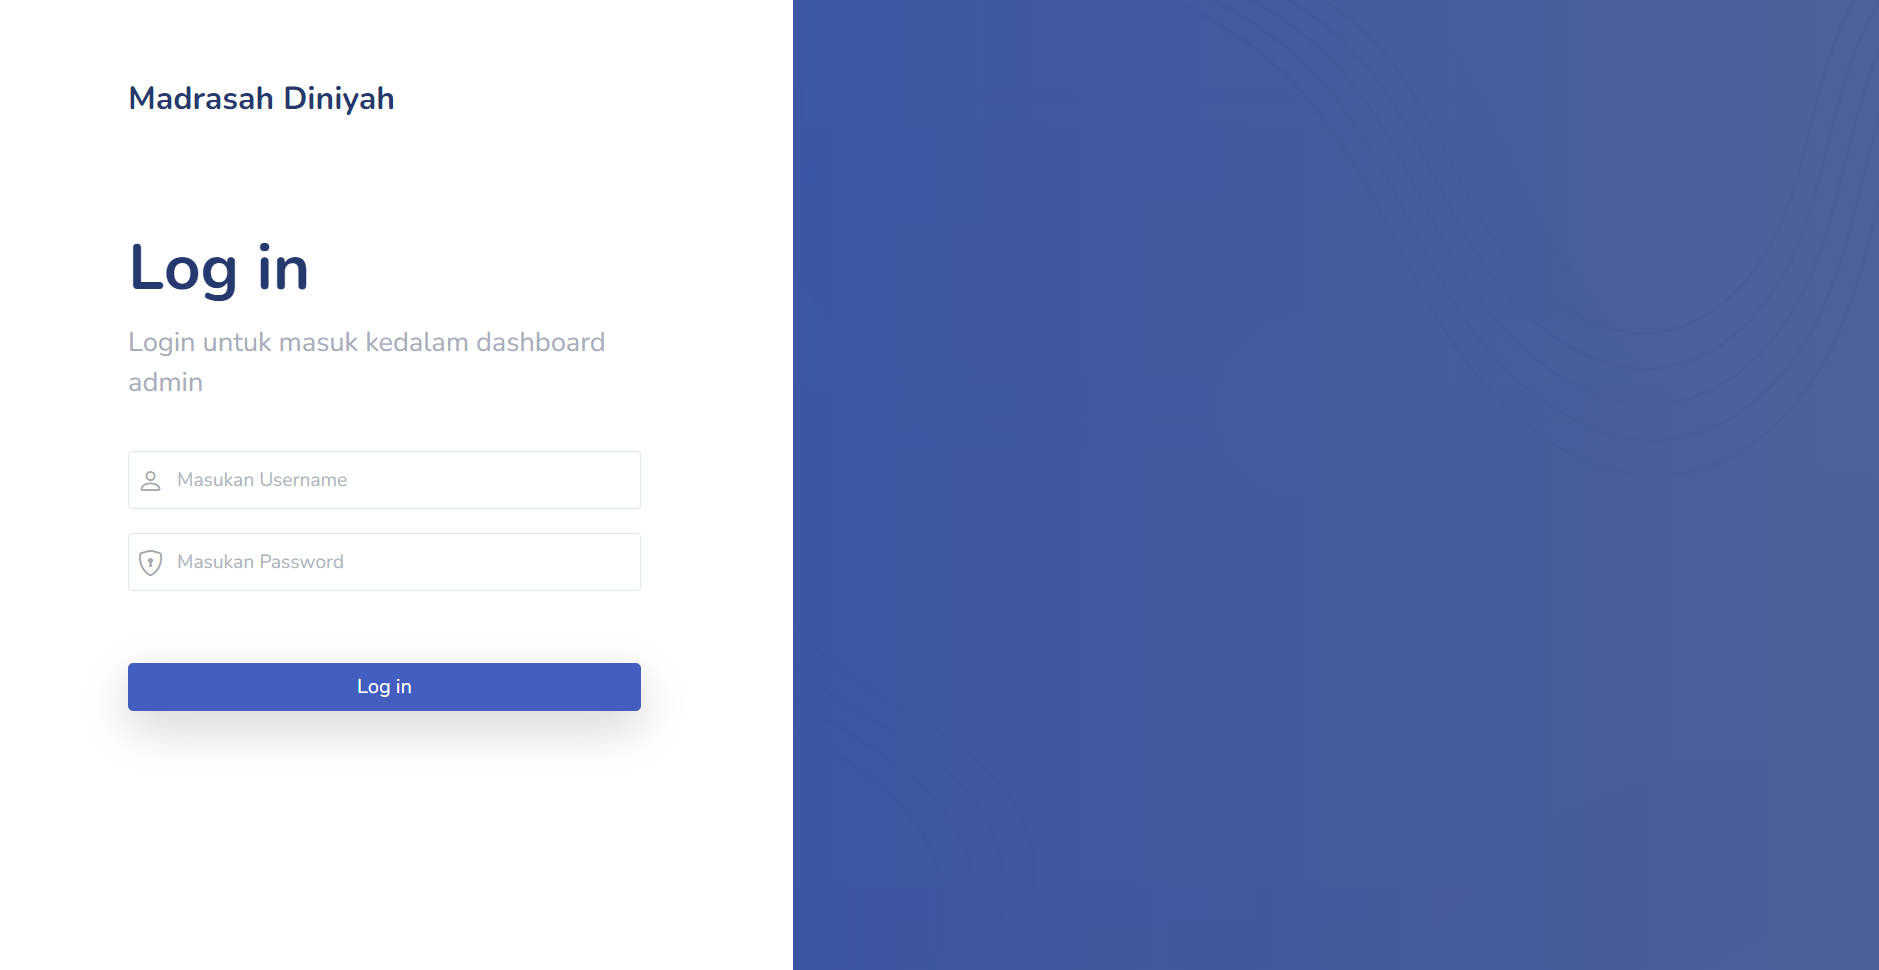 Madrasah Diniyah
Log in
Login untuk masuk kedalam dashboard
admin
Masukan Username
Masukan Password
Log in